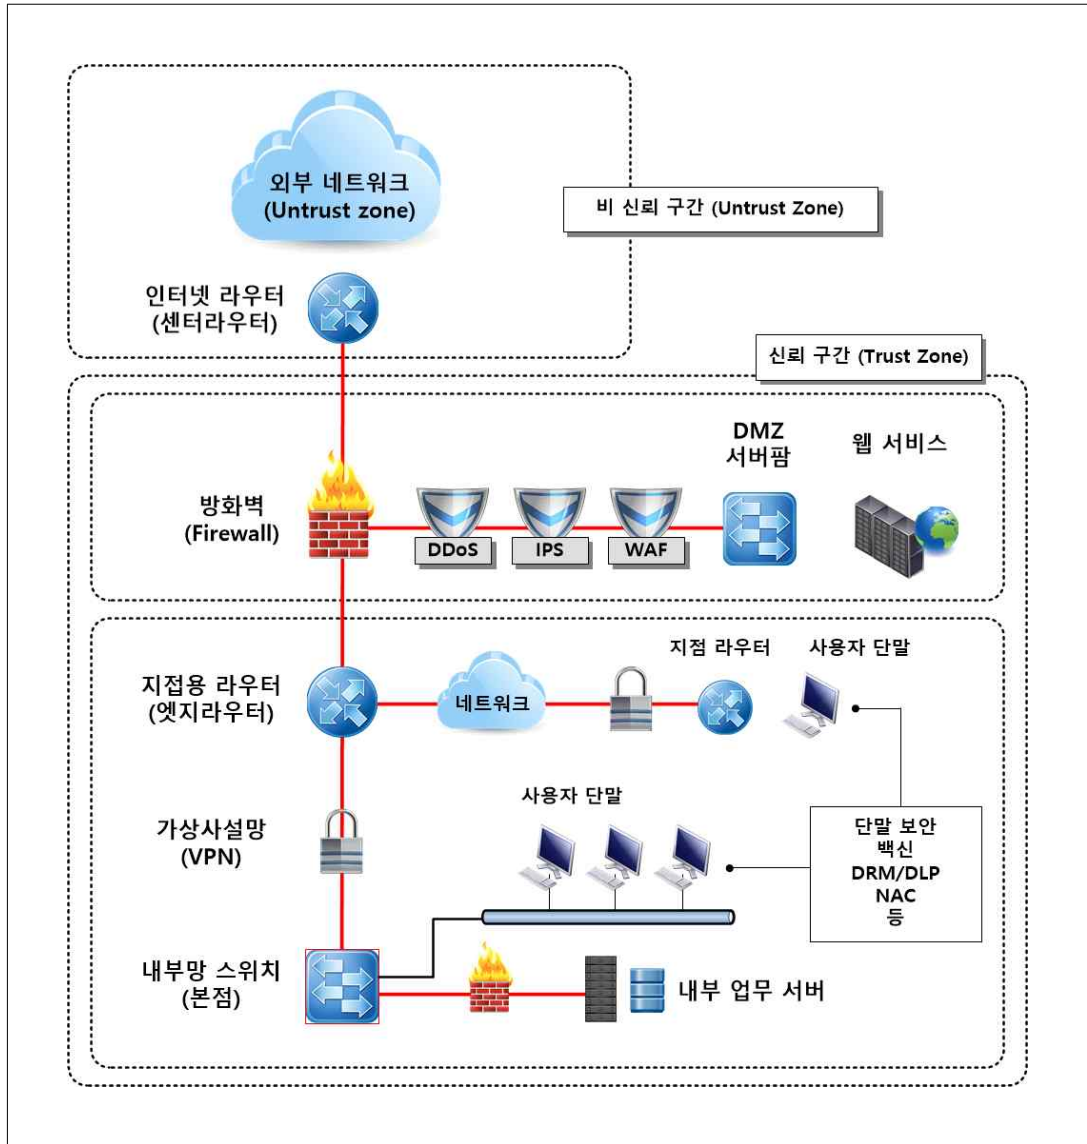 외부 네트워크
(Untrust zone)
비 신뢰 구간 (Untrust Zone)
인터넷 라우터
(센터라우터)
신뢰 구간 (Trust Zone)
DMZ
서버팜
웹 서비스
방화벽
(Firewall)
DDoS
IPS
WAF
지점 라우터
사용자 단말
지접용 라우터
(엣지라우터)
네트워크
사용자 단말
가상사설망
(VPN)
단말 보안
백신
DRM/DLP
NAC
등
내부망 스위치
(본점)
내부 업무 서버